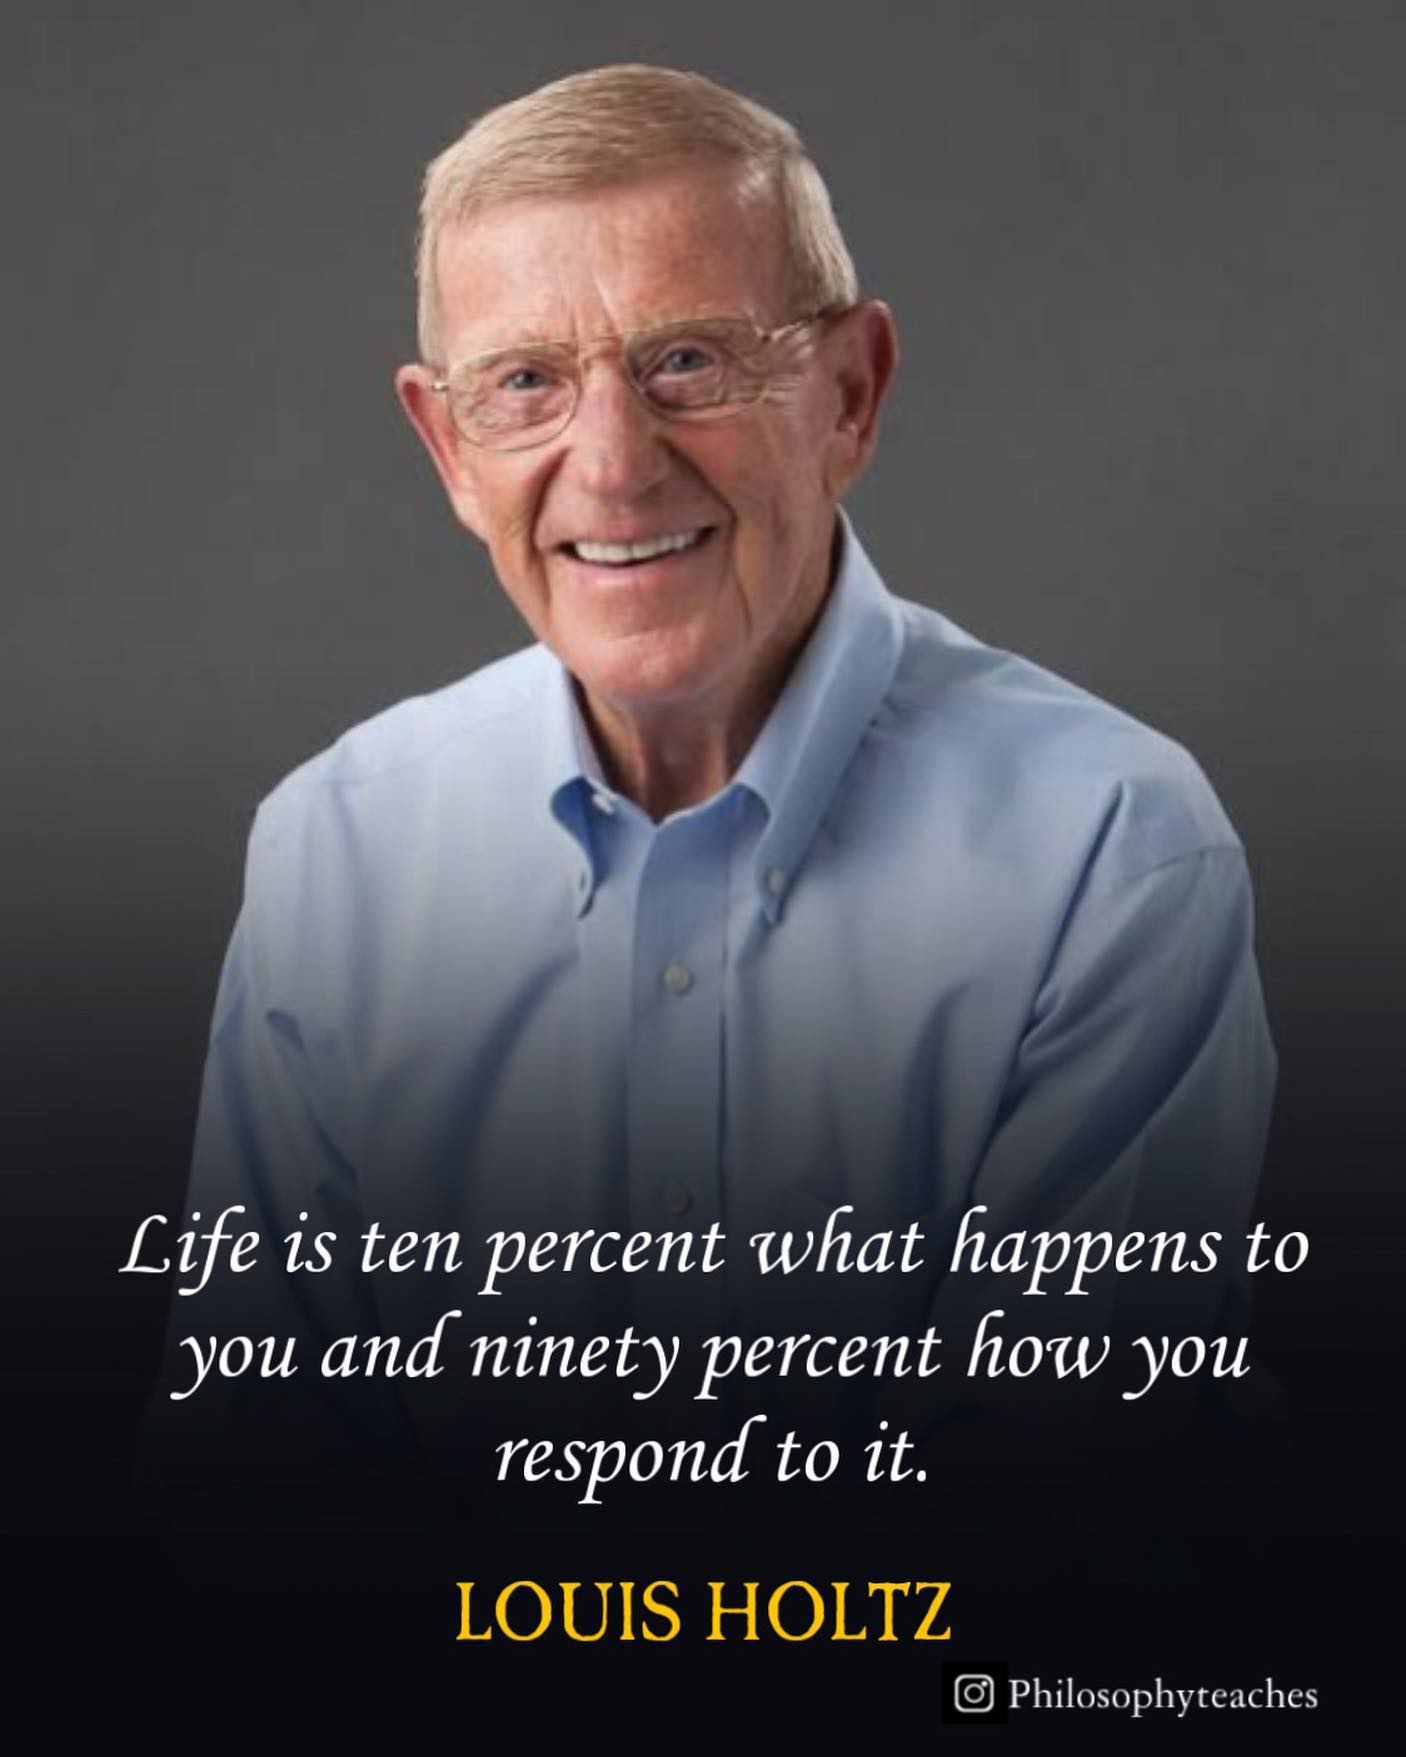 Life is ten percent what happens to
you and ninety percent how you
respond to it.
LOUIS HOLTZ
Philosophyteaches